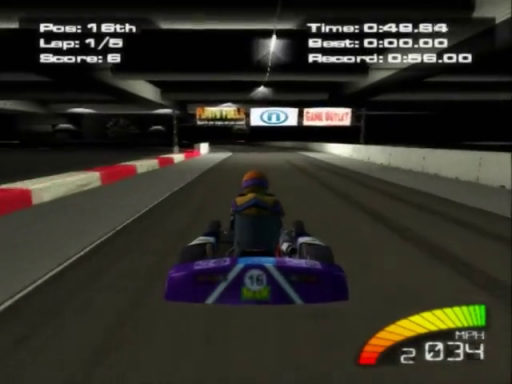 Pos: 16th
Lap: 1/5
Score: 6
Time: 0:49.84
Best: 0:00.00
Record: 0:56.00
GAME OUTLET
16
MPH
2 034